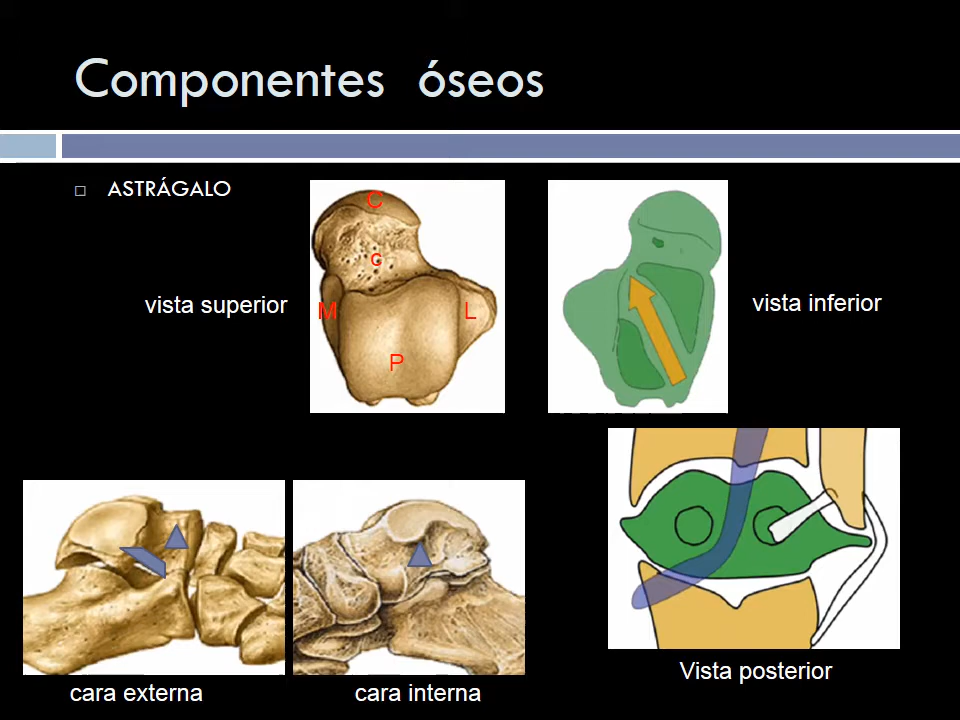 Componentes óseos
ASTRÁGALO
C
c
M
L
P
vista superior
vista inferior
cara externa
cara interna
Vista posterior